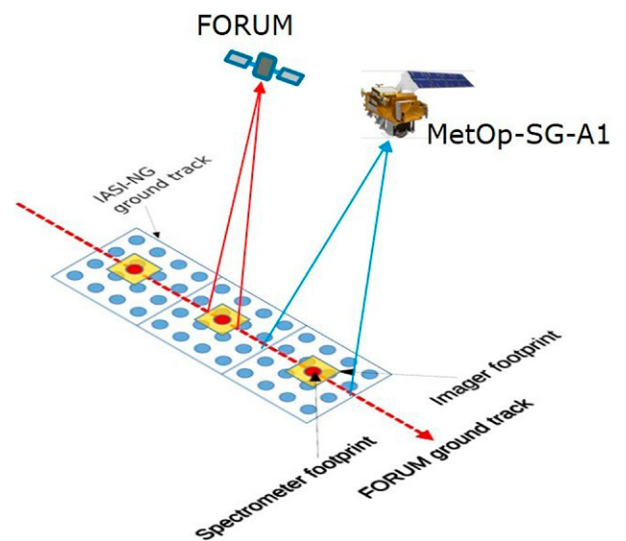 FORUM
MetOp-SG-A1
IASI-NG
ground track
Imager footprint
FORUM ground track
Spectrometer footprint